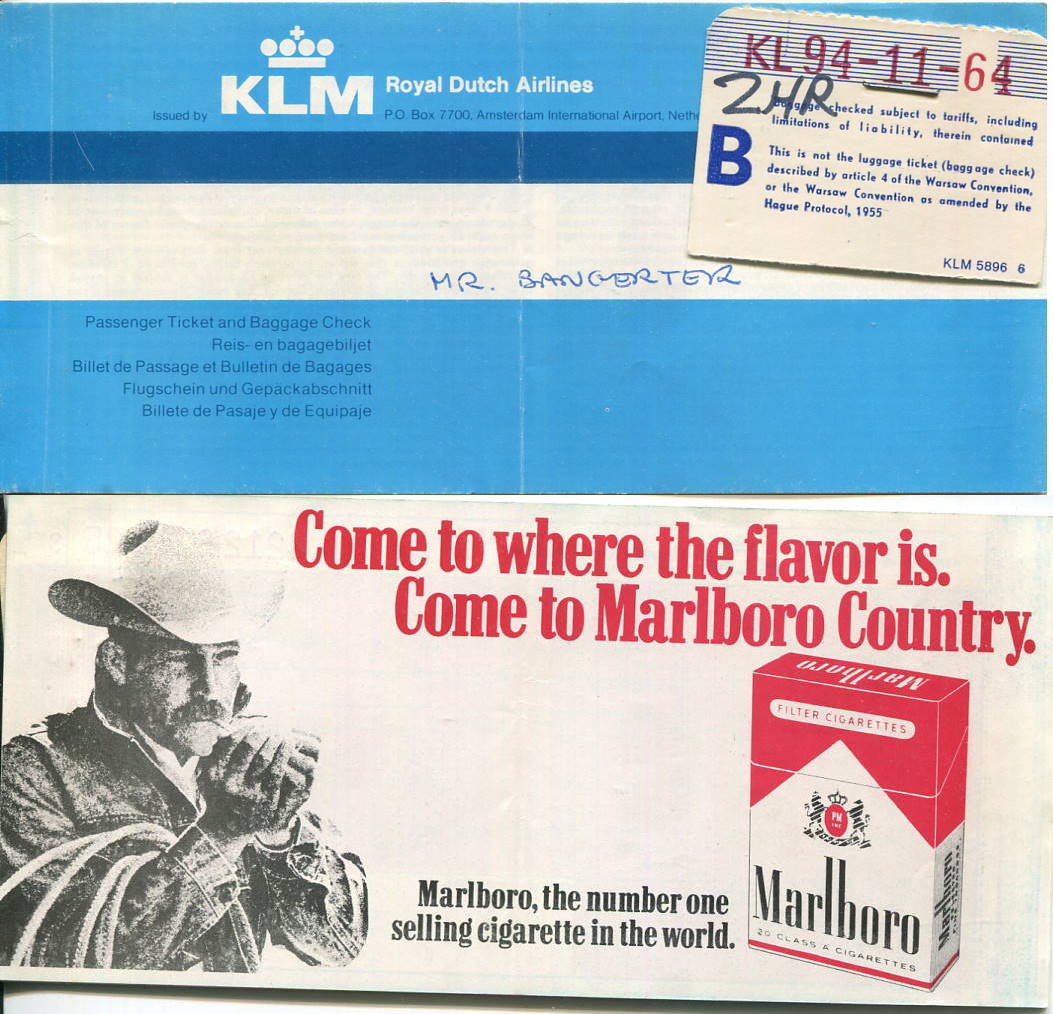 KLM
Royal Dutch Airlines
Issued by
P.O. Box 7700, Amsterdam International Airport, Nethe
KL 94-11-64
2HR
Baggage checked subject to tariffs, including
limitations of liability, therein contained
B
This is not the luggage ticket (baggage check)
described by article 4 of the Warsaw Convention,
or the Warsaw Convention as amended by the
Hague Protocol, 1955
KLM 5896 6
MR. BANGERTER
Passenger Ticket and Baggage Check
Reis- en bagagebiljet
Billet de Passage et Bulletin de Bagages
Flugschein und Gepäckabschnitt
Billete de Pasaje y de Equipaje
Come to where the flavor is.
Come to Marlboro Country.
Marlboro
FILTER CIGARETTES
PM
Marlboro
20 CLASS A CIGARETTES
Marlboro
Marlboro, the number one
selling cigarette in the world.